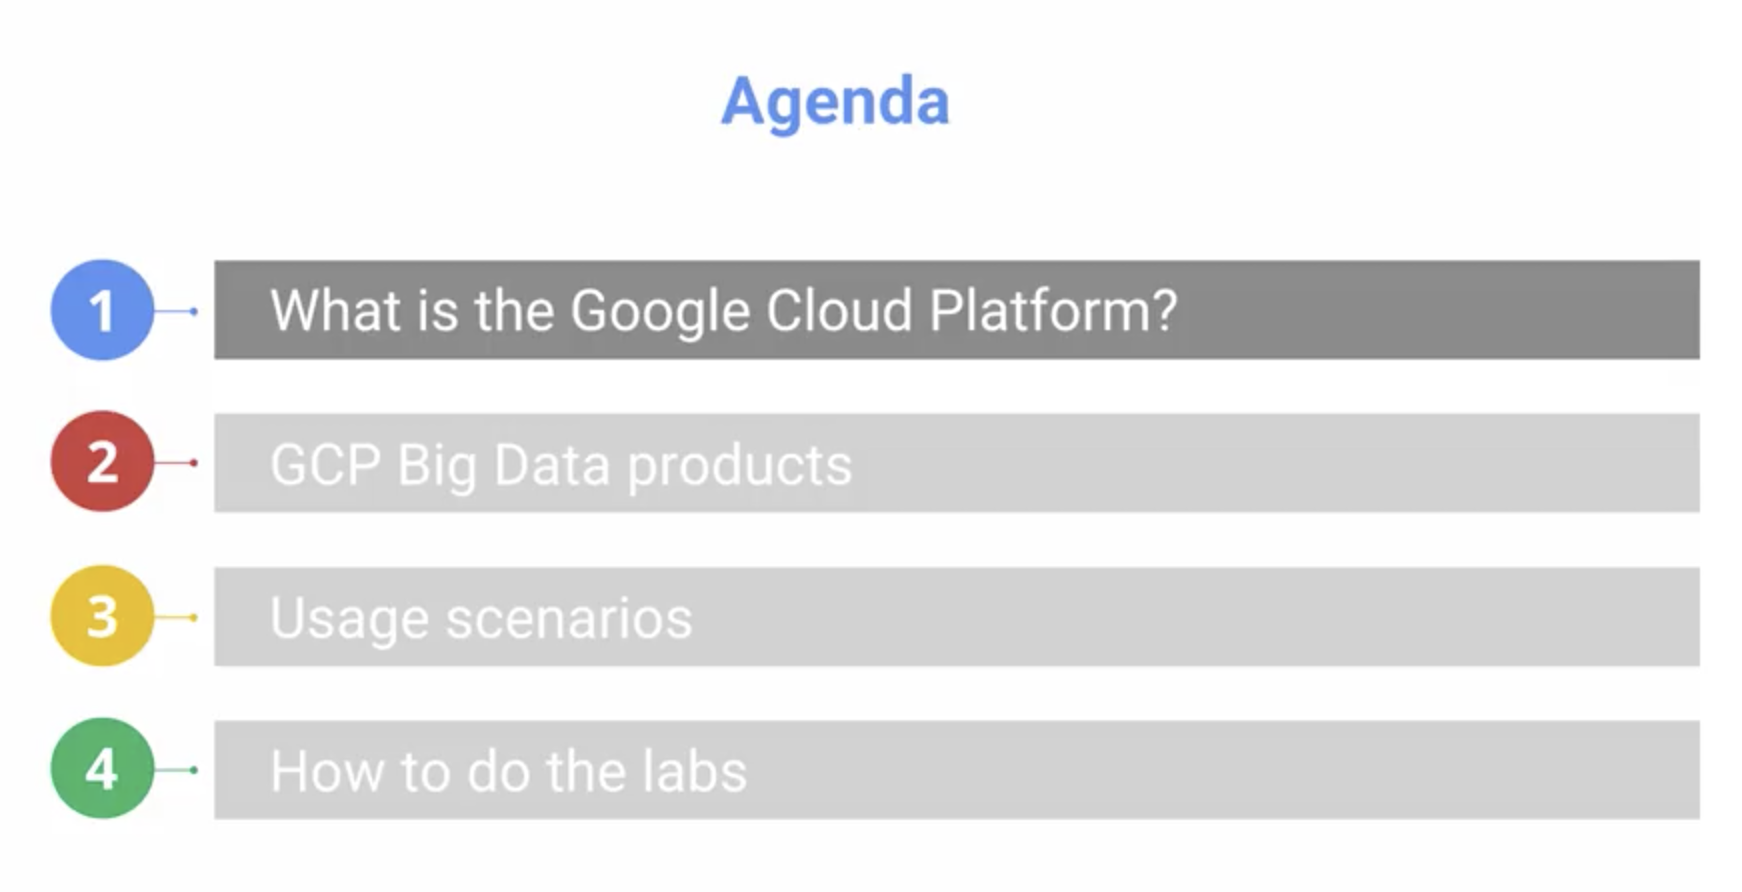 Agenda
1 What is the Google Cloud Platform?
2 GCP Big Data products
3 Usage scenarios
4 How to do the labs